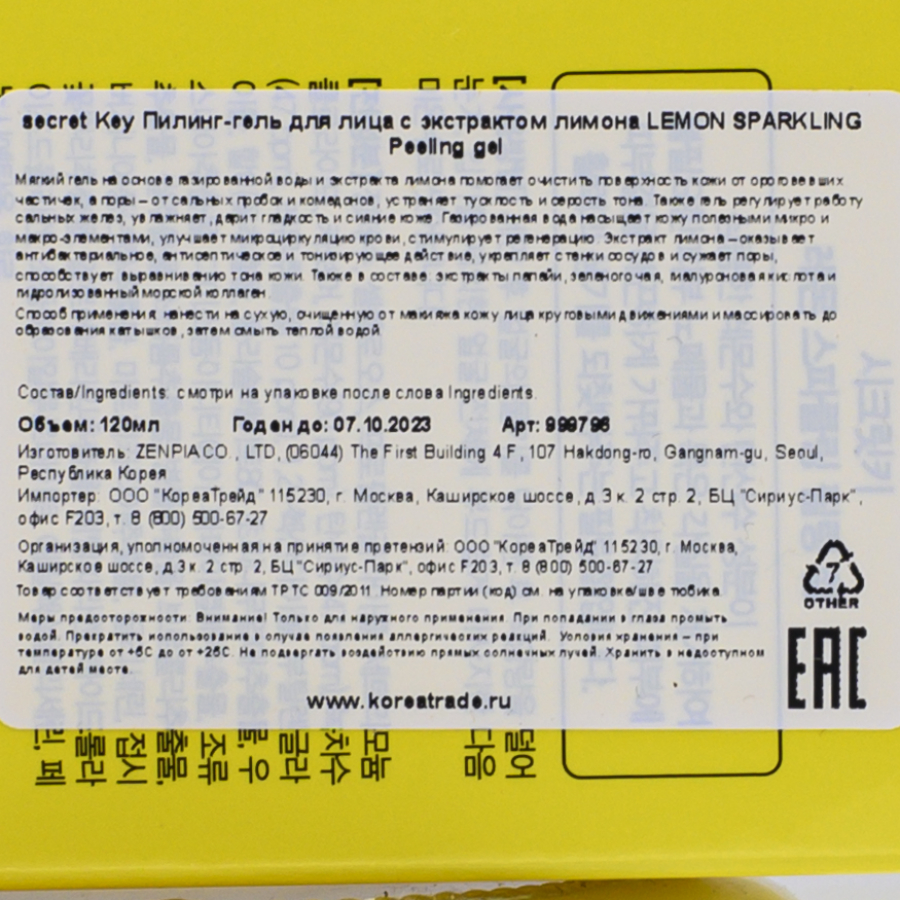 secret Key Пилинг-гель для лица с экстрактом лимона LEMON SPARKLING
Peeling gel
Мягкий гель на основе газированной воды и экстракта лимона помогает очистить поверхность кожи от ороговевших
частичек, а поры – от сальных пробок и комедонов, устраняет тусклость и серость тона. Также гель регулирует работу
сальных желез, увлажняет, дарит гладкость и сияние коже. Газированная вода насыщает кожу полезными микро и
макро-элементами, улучшает микроциркуляцию крови, стимулирует регенерацию. Экстракт лимона – оказывает
антибактериальное, антисептическое и тонизирующее действие, укрепляет стенки сосудов и сужает поры,
способствует выравниванию тона кожи. Также в составе: экстракты папайи, зеленого чая, гиалуроновая кислота и
гидролизованный морской коллаген.
Способ применения: нанести на сухую, очищенную от макияжа кожу лица круговыми движениями и массировать до
образования катышков, затем смыть теплой водой.
Состав/Ingredients: смотри на упаковке после слова Ingredients.
Объем: 120мл Годен до: 07.10.2023 Арт: 999796
Изготовитель: ZENPIA CO., LTD, (06044) The First Building 4 F, 107 Hakdong-ro, Gangnam-gu, Seoul,
Республика Корея
Импортер: ООО "КореаТрейд" 115230, г. Москва, Каширское шоссе, д.3 к. 2 стр. 2, БЦ "Сириус-Парк",
офис F203, т. 8 (800) 500-67-27
Организация, уполномоченная на принятие претензий: ООО "КореаТрейд" 115230, г. Москва,
Каширское шоссе, д.3 к. 2 стр. 2, БЦ "Сириус-Парк", офис F203, т. 8 (800) 500-67-27
Товар соответствует требованиям ТР ТС 009/2011. Номер партии (код) см. на упаковке/шве тюбика.
Меры предосторожности: Внимание! Только для наружного применения. При попадании в глаза промыть
водой. Прекратить использование в случае появления аллергических реакций. Условия хранения – при
температуре от +5С до от +25С. Не подвергать воздействию прямых солнечных лучей. Хранить в недоступном
для детей месте.
7
OTHER
EAC
www.koreatrade.ru